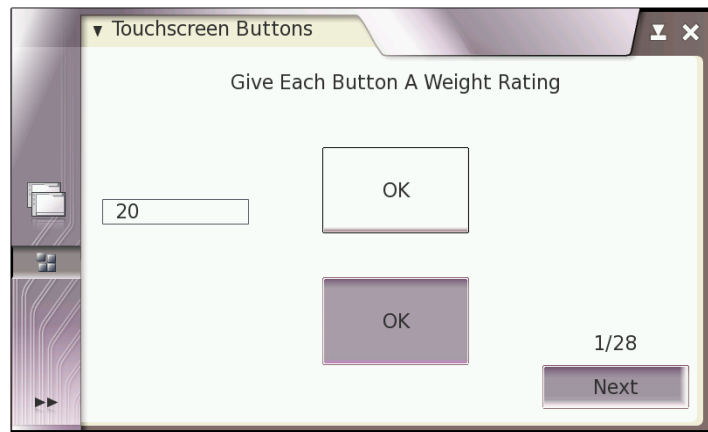 Touchscreen Buttons
Give Each Button A Weight Rating
OK
20
OK
1/28
Next